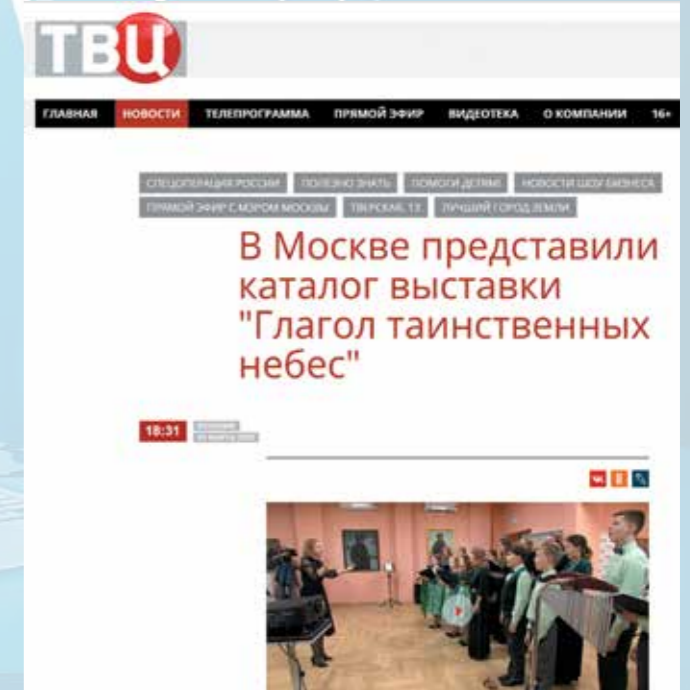 ТВЦ
ГЛАВНАЯ НОВОСТИ ТЕЛЕПРОГРАММА ПРЯМОЙ ЭФИР ВИДЕОТЕКА О КОМПАНИИ 16+
СПЕЦОПЕРАЦИЯ РОССИИ ПОЛЕЗНО ЗНАТЬ ПОМОГИ ДЕТЯМ! НОВОСТИ ШОУ-БИЗНЕСА
ПРЯМОЙ ЭФИР С МЭРОМ МОСКВЫ ТВЕРСКАЯ, 13 ЛУЧШИЙ ГОРОД ЗЕМЛИ
В Москве представили
каталог выставки
"Глагол таинственных
небес"
18:31